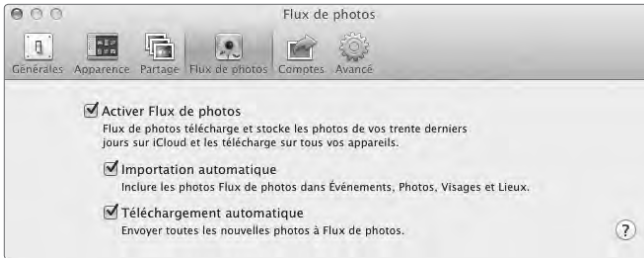 Flux de photos
Générales Apparence Partage Flux de photos Comptes Avancé
Activer Flux de photos
Flux de photos télécharge et stocke les photos de vos trente derniers
jours sur iCloud et les télécharge sur tous vos appareils.
Importation automatique
Inclure les photos Flux de photos dans Événements, Photos, Visages et Lieux.
Téléchargement automatique
Envoyer toutes les nouvelles photos à Flux de photos.
?